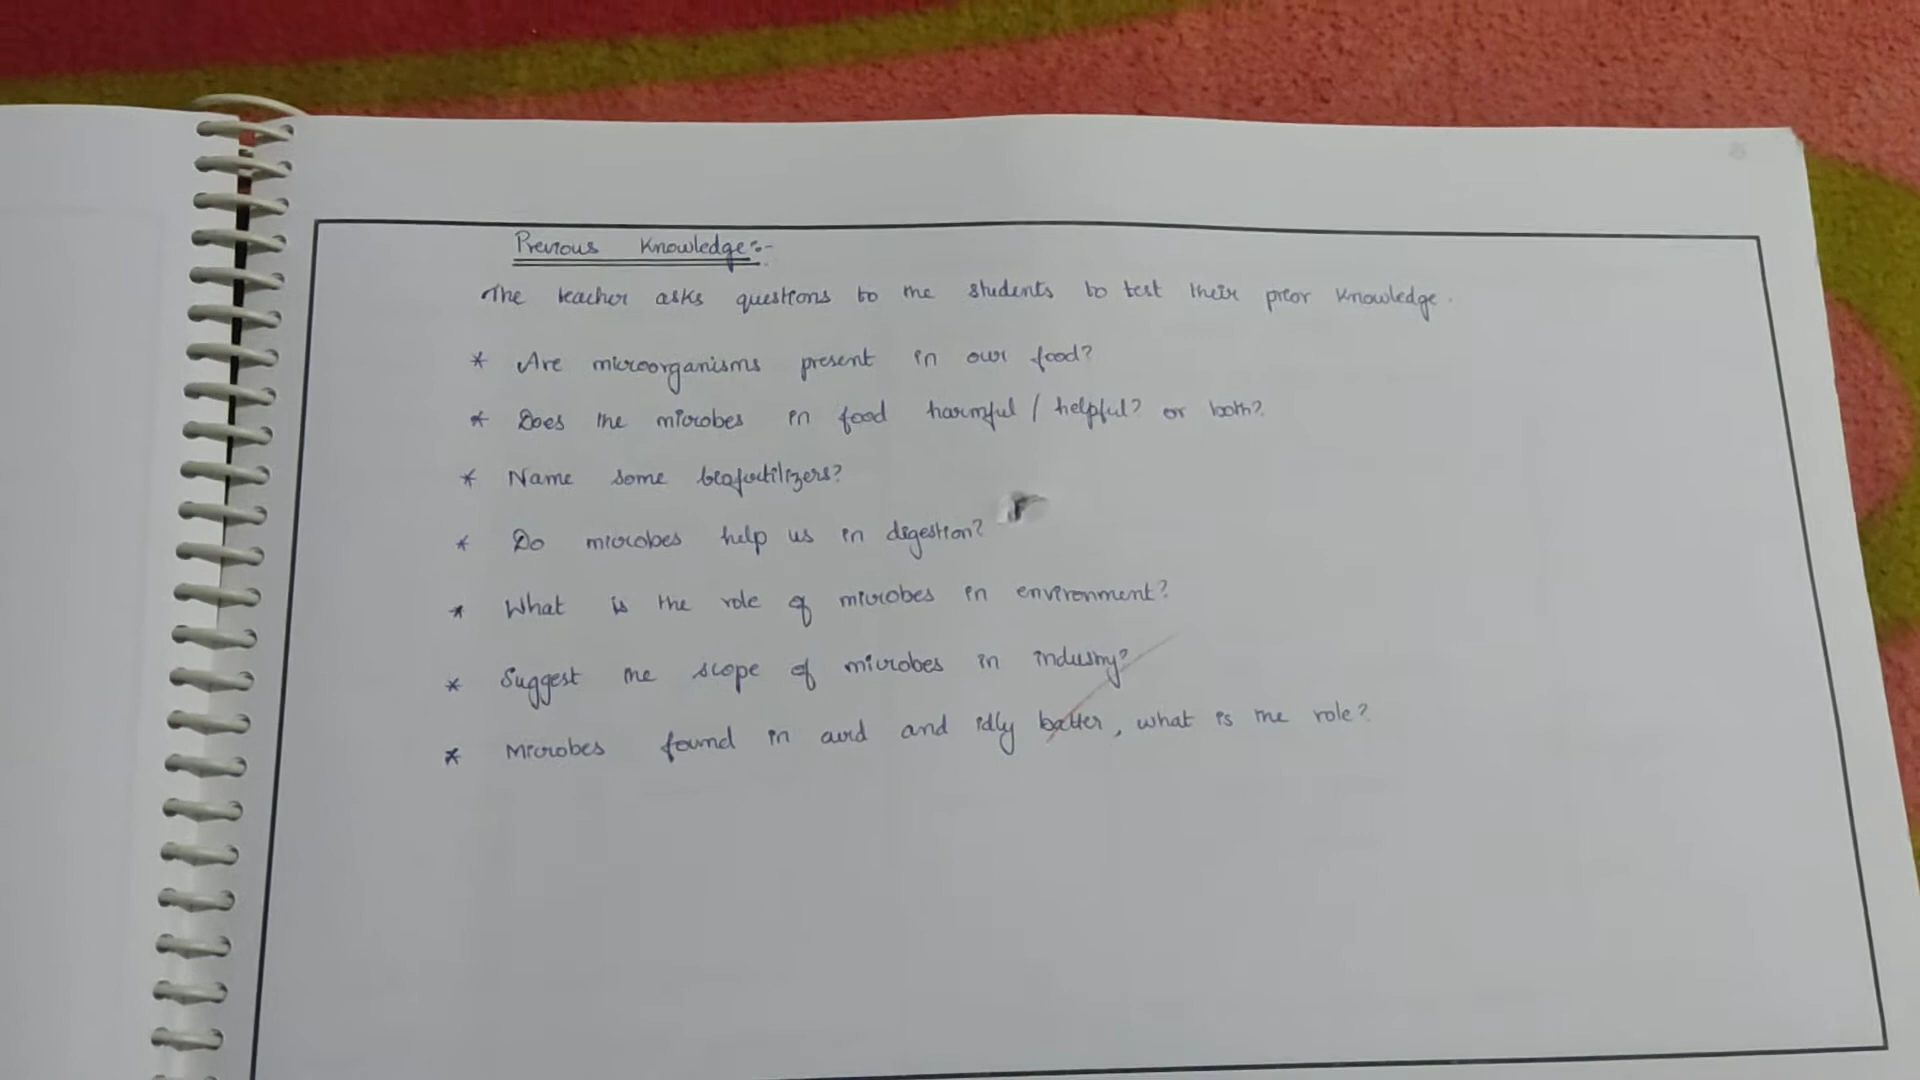 Previous Knowledge:-
The teacher asks questions to the students to test their prior knowledge.
* Are microorganisms present in our food?
* Does the microbes in food harmful / helpful? or both?
* Name some biofertilizers?
* Do microbes help us in digestion?
* What is the role of microbes in environment?
* Suggest the scope of microbes in industry?
* Microbes found in curd and idly batter, what is the role?